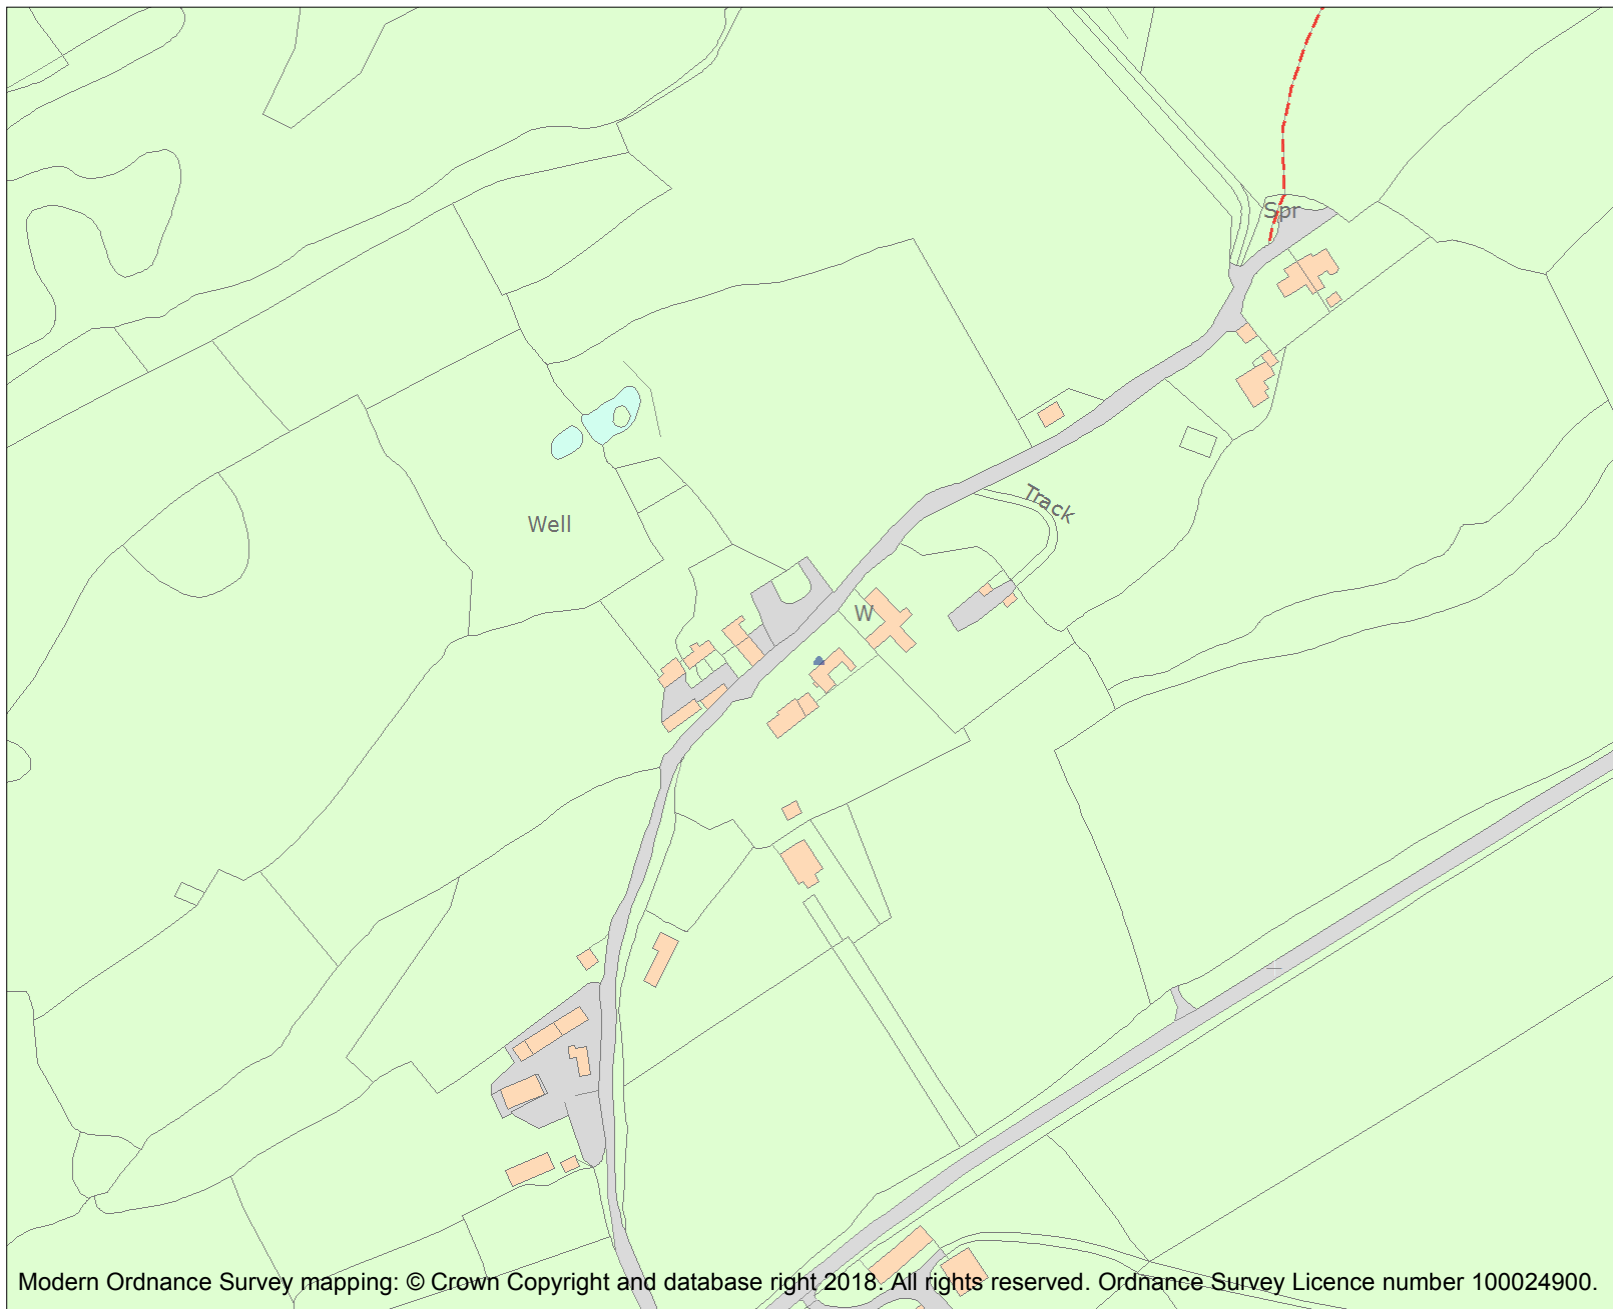 Spr
Track
Well
W
Modern Ordnance Survey mapping: © Crown Copyright and database right 2018. All rights reserved. Ordnance Survey Licence number 100024900.